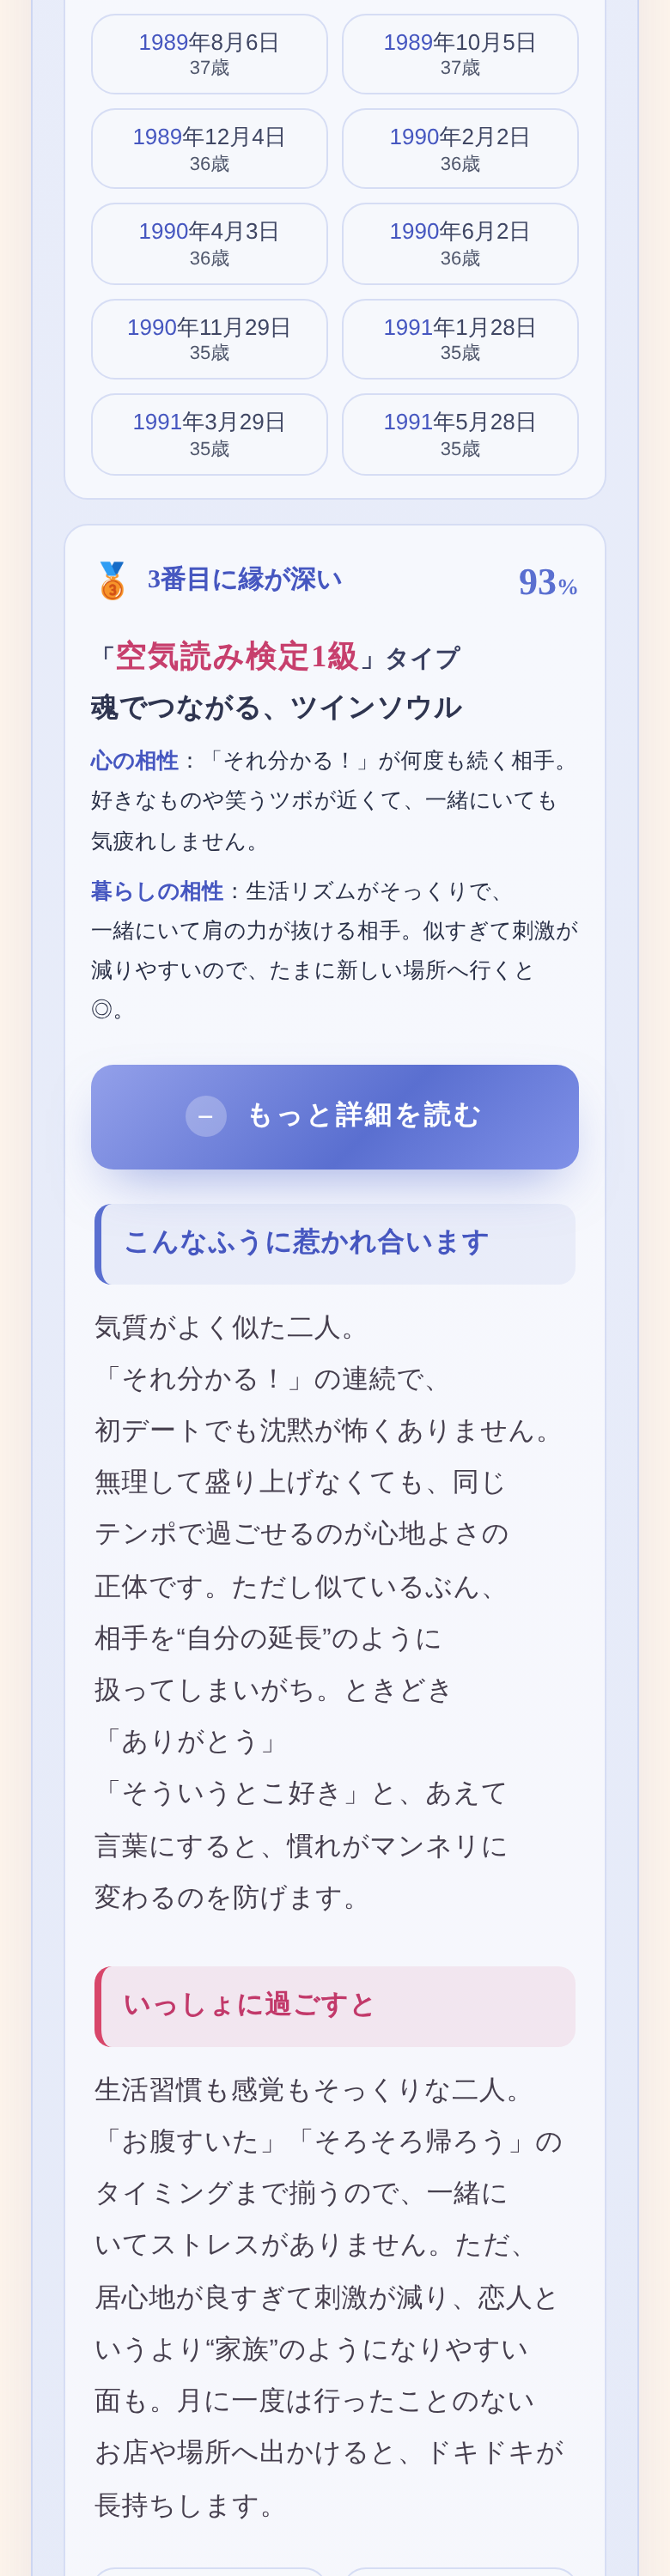 1989年8月6日 1989年10月5日
37歳 37歳
1989年12月4日 1990年2月2日
36歳 36歳
1990年4月3日 1990年6月2日
36歳 36歳
1990年11月29日 1991年1月28日
35歳 35歳
1991年3月29日 1991年5月28日
35歳 35歳
3 3番目に縁が深い 93%
「空気読み検定1級」タイプ
魂でつながる、ツインソウル
心の相性：「それ分かる！」が何度も続く相手。
好きなものや笑うツボが近くて、一緒にいても
気疲れしません。
暮らしの相性：生活リズムがそっくりで、
一緒にいて肩の力が抜ける相手。似すぎて刺激が
減りやすいので、たまに新しい場所へ行くと
◎。
− もっと詳細を読む
こんなふうに惹かれ合います
気質がよく似た二人。
「それ分かる！」の連続で、
初デートでも沈黙が怖くありません。
無理して盛り上げなくても、同じ
テンポで過ごせるのが心地よさの
正体です。ただし似ているぶん、
相手を“自分の延長”のように
扱ってしまいがち。ときどき
「ありがとう」
「そういうとこ好き」と、あえて
言葉にすると、慣れがマンネリに
変わるのを防げます。
いっしょに過ごすと
生活習慣も感覚もそっくりな二人。
「お腹すいた」「そろそろ帰ろう」の
タイミングまで揃うので、一緒に
いてストレスがありません。ただ、
居心地が良すぎて刺激が減り、恋人と
いうより“家族”のようになりやすい
面も。月に一度は行ったことのない
お店や場所へ出かけると、ドキドキが
長持ちします。